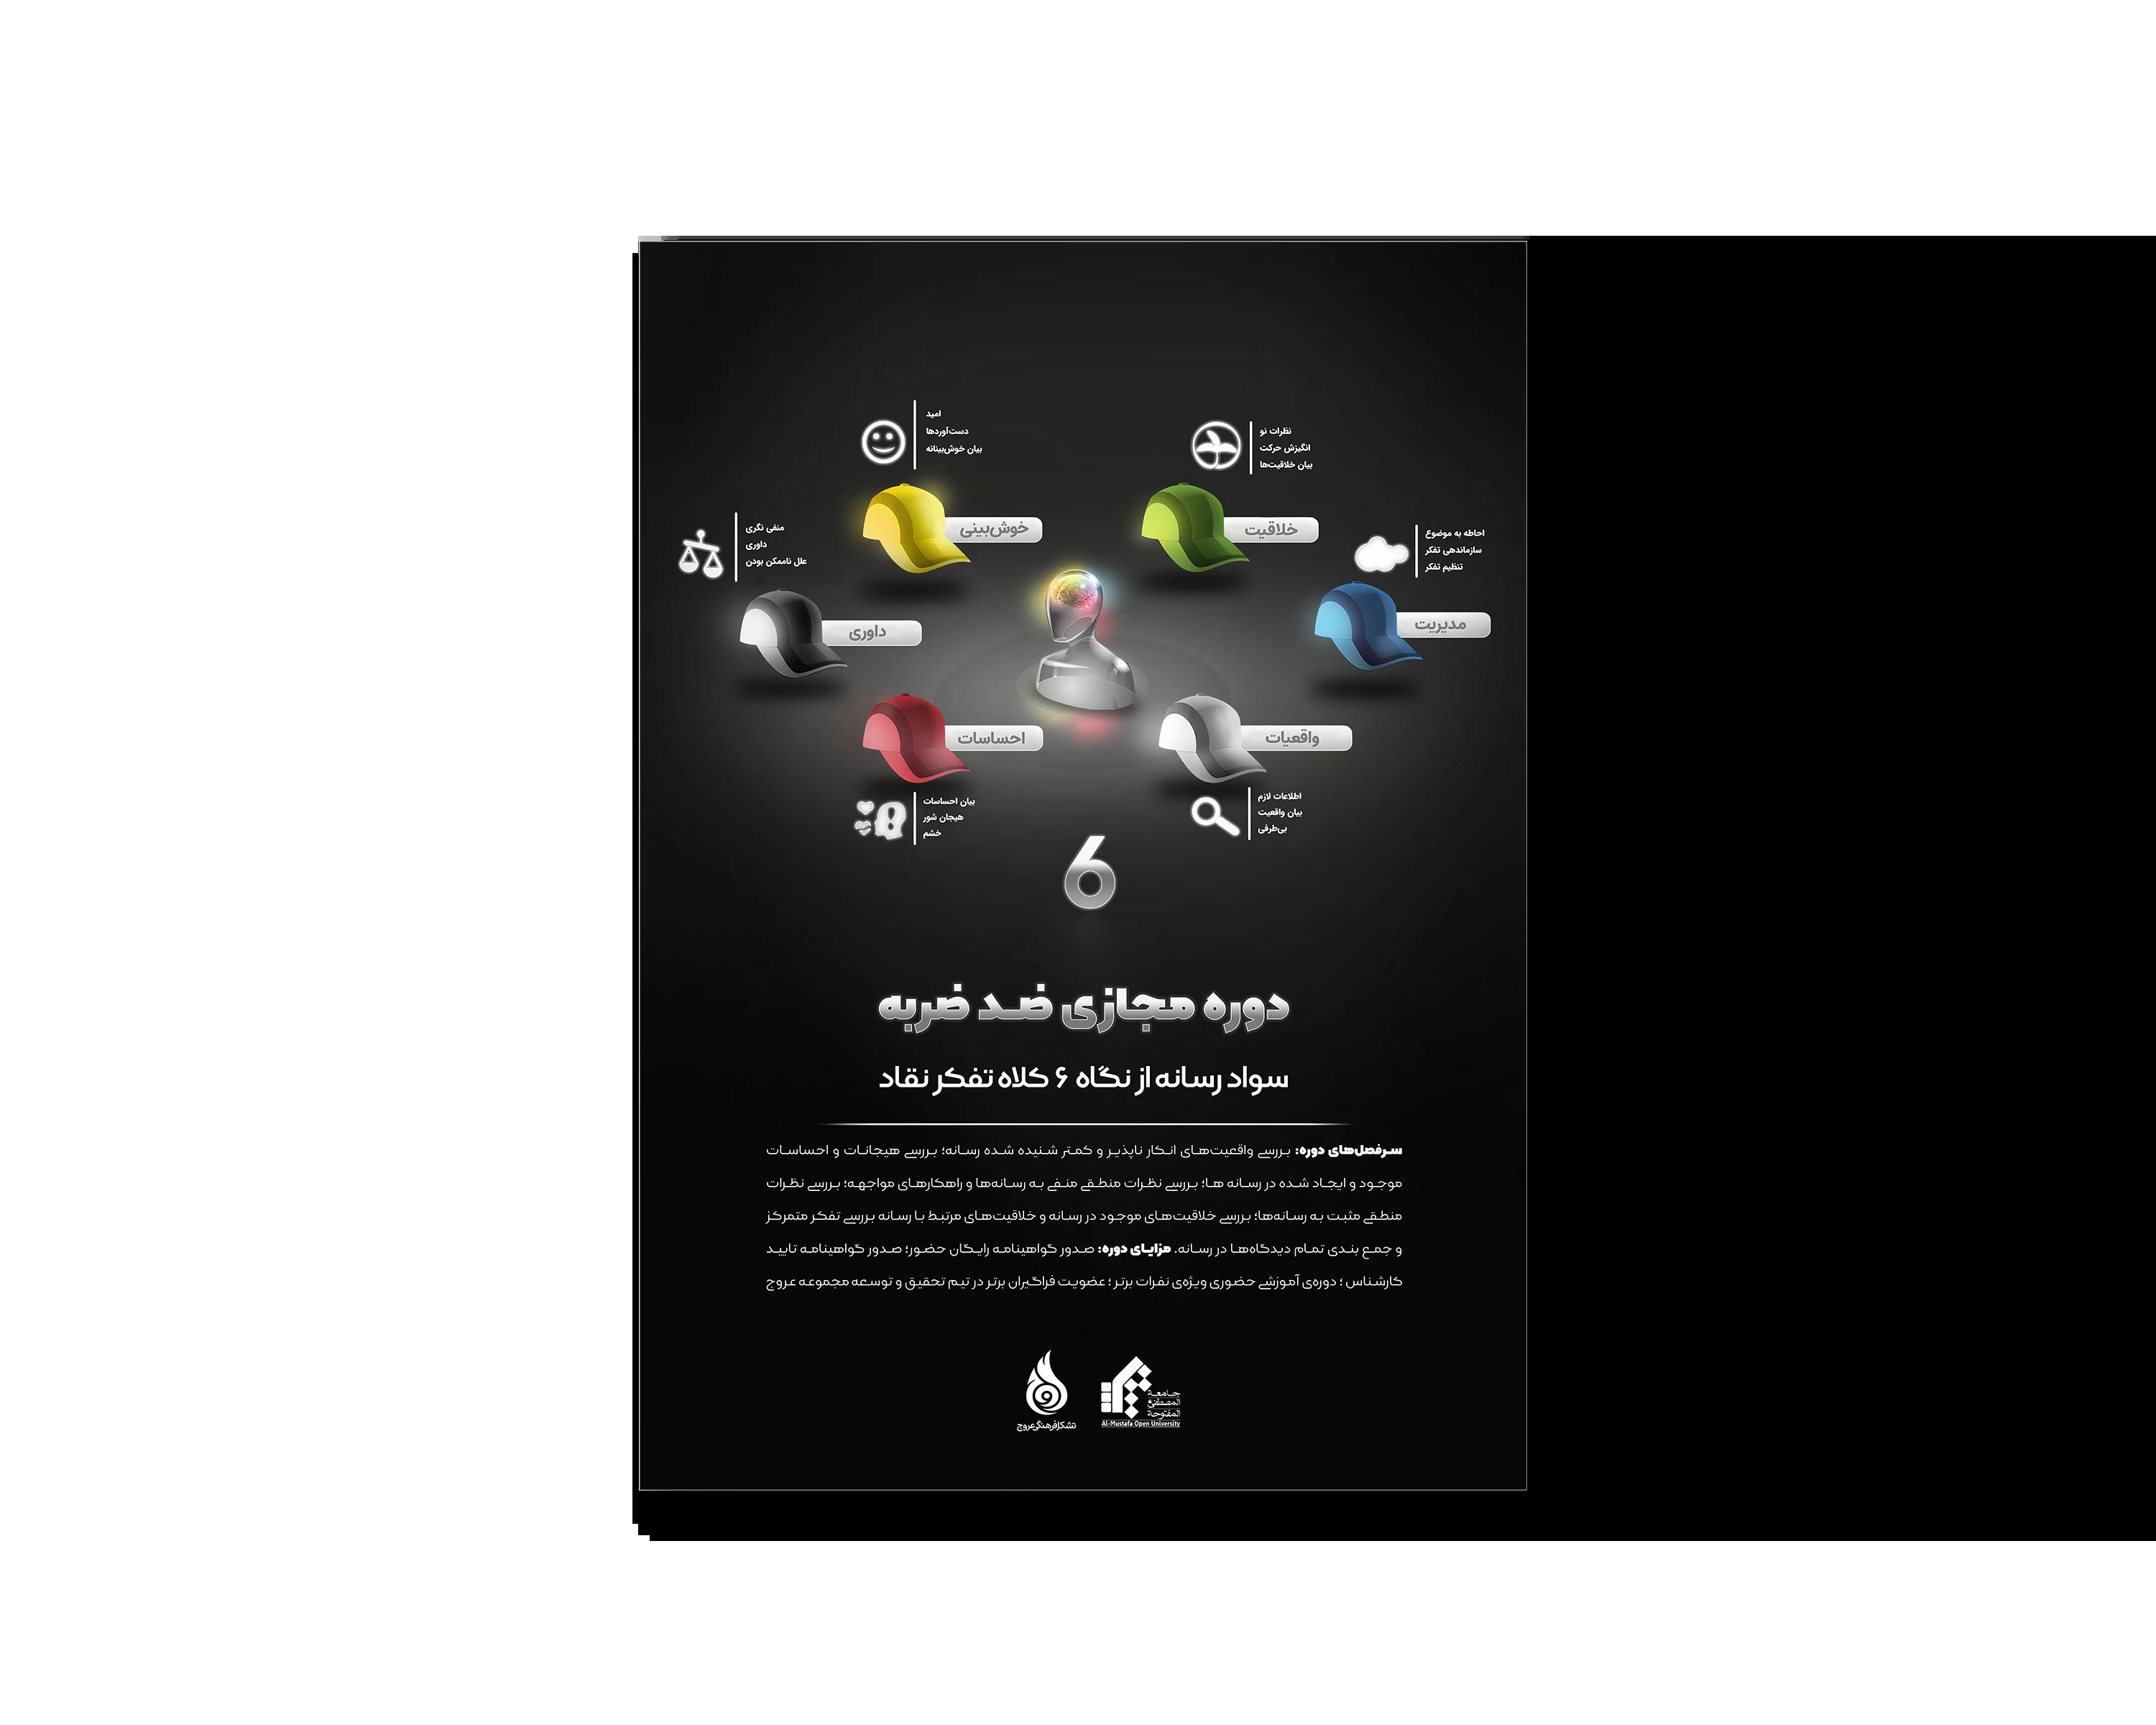 امید
دست‌آوردها
بیان خوش‌بینانه
نظرات نو
انگیزش حرکت
بیان خلاقیت‌ها
خوش‌بینی
خلاقیت
منفی نگری
داوری
علل ناممکن بودن
احاطه به موضوع
سازماندهی تفکر
تنظیم تفکر
داوری
مدیریت
احساسات
واقعیات
بیان احساسات
هیجان شور
خشم
اطلاعات لازم
بیان واقعیت
بی‌طرفی
6
دوره مجازی ضد ضربه
سواد رسانه از نگاه ۶ کلاه تفکر نقاد
سرفصل‌های دوره: بررسی واقعیت‌های انکار ناپذیر و کمتر شنیده شده رسانه؛ بررسی هیجانات و احساسات
موجود و ایجاد شده در رسانه ها؛ بررسی نظرات منطقی منفی به رسانه‌ها و راهکارهای مواجهه؛ بررسی نظرات
منطقی مثبت به رسانه‌ها؛ بررسی خلاقیت‌های موجود در رسانه و خلاقیت‌های مرتبط با رسانه بررسی تفکر متمرکز
و جمع بندی تمام دیدگاه‌ها در رسانه. مزایای دوره: صدور گواهینامه رایگان حضور؛ صدور گواهینامه تایید
کارشناس ؛ دوره‌ی آموزشی حضوری ویژه‌ی نفرات برتر ؛ عضویت فراگیران برتر در تیم تحقیق و توسعه مجموعه عروج
جامعة
المصطفی
المفتوحة
Al-Mustafa Open University
تشکل فرهنگی عروج